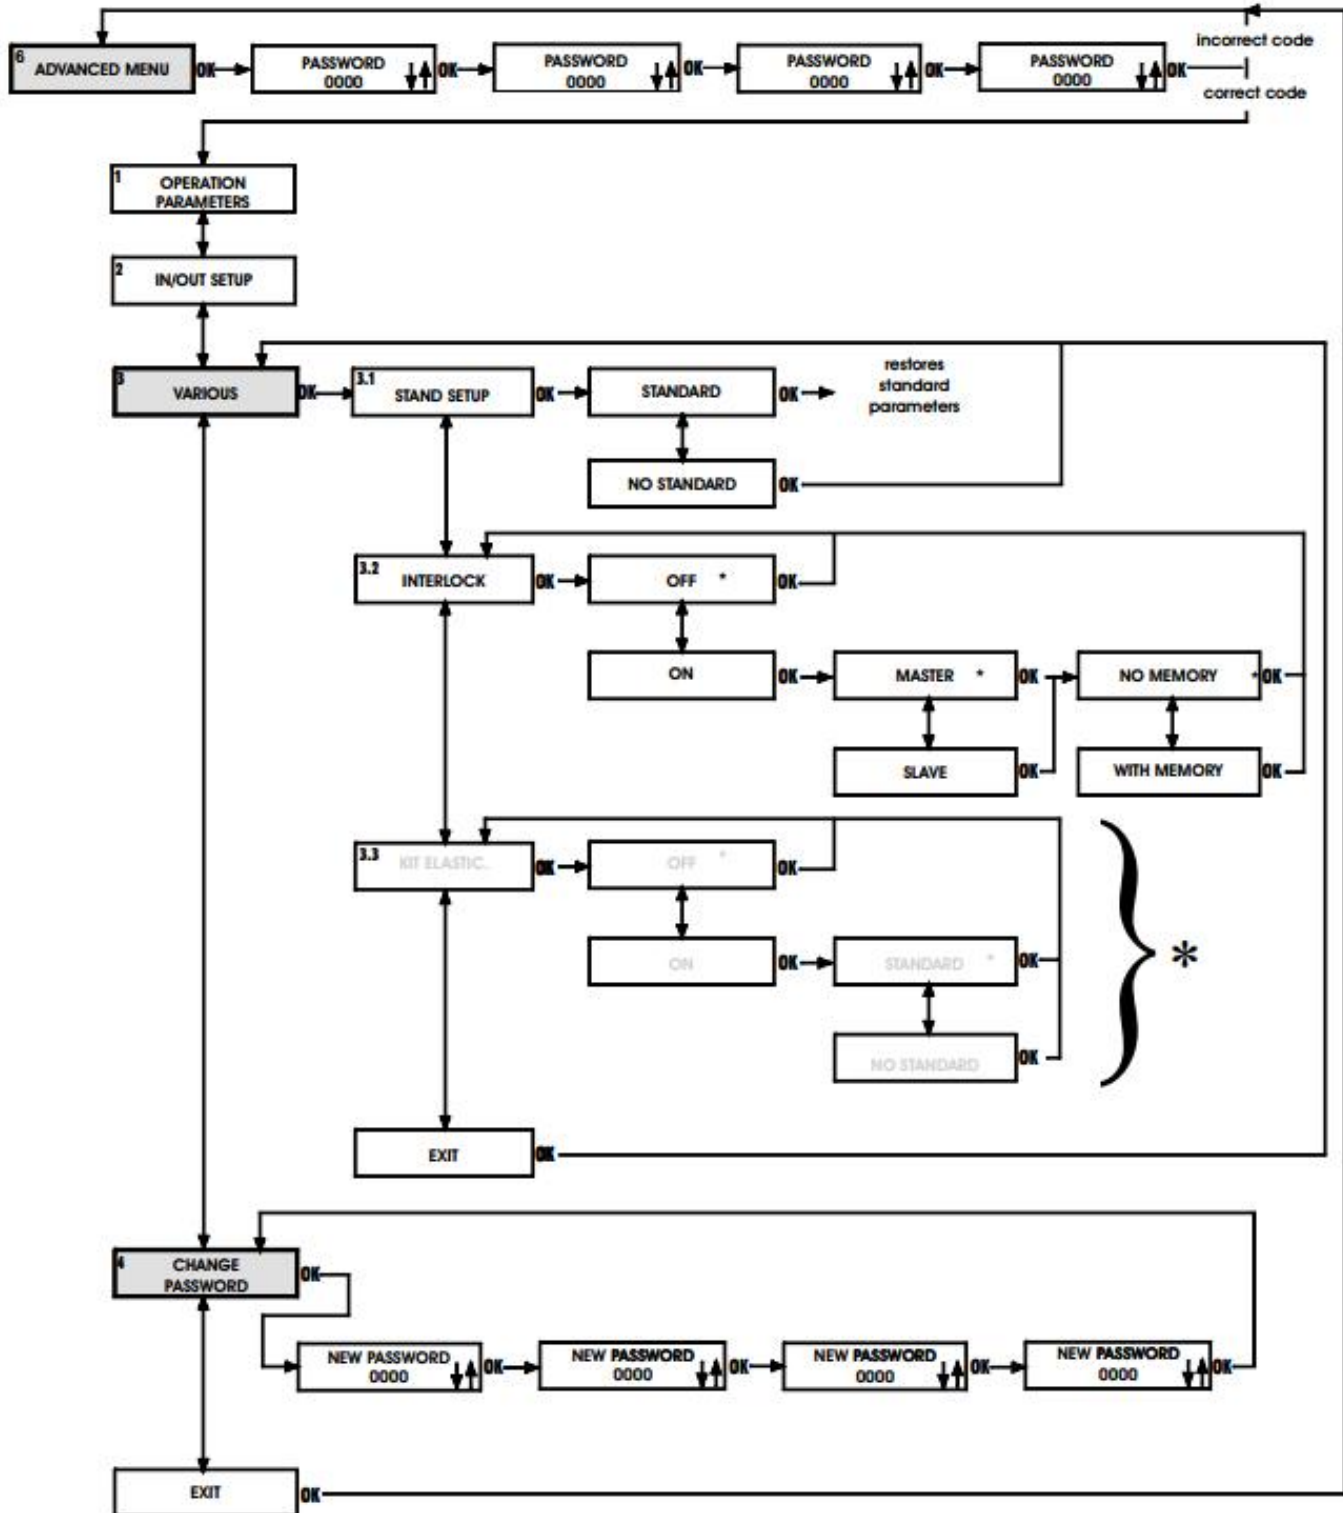 6
ADVANCED MENU
OK
PASSWORD
0000
OK
PASSWORD
0000
OK
PASSWORD
0000
OK
PASSWORD
0000
OK
incorrect code
correct code
1
OPERATION
PARAMETERS
2
IN/OUT SETUP
3
VARIOUS
OK
3.1
STAND SETUP
OK
STANDARD
OK
restores
standard
parameters
NO STANDARD
OK
3.2
INTERLOCK
OK
OFF *
OK
ON
OK
MASTER *
OK
NO MEMORY *
OK
SLAVE
OK
WITH MEMORY
OK
3.3
KIT ELASTIC.
OK
OFF *
OK
ON
OK
STANDARD *
OK
NO STANDARD
OK
*
EXIT
OK
4
CHANGE
PASSWORD
OK
NEW PASSWORD
0000
OK
NEW PASSWORD
0000
OK
NEW PASSWORD
0000
OK
NEW PASSWORD
0000
OK
EXIT
OK